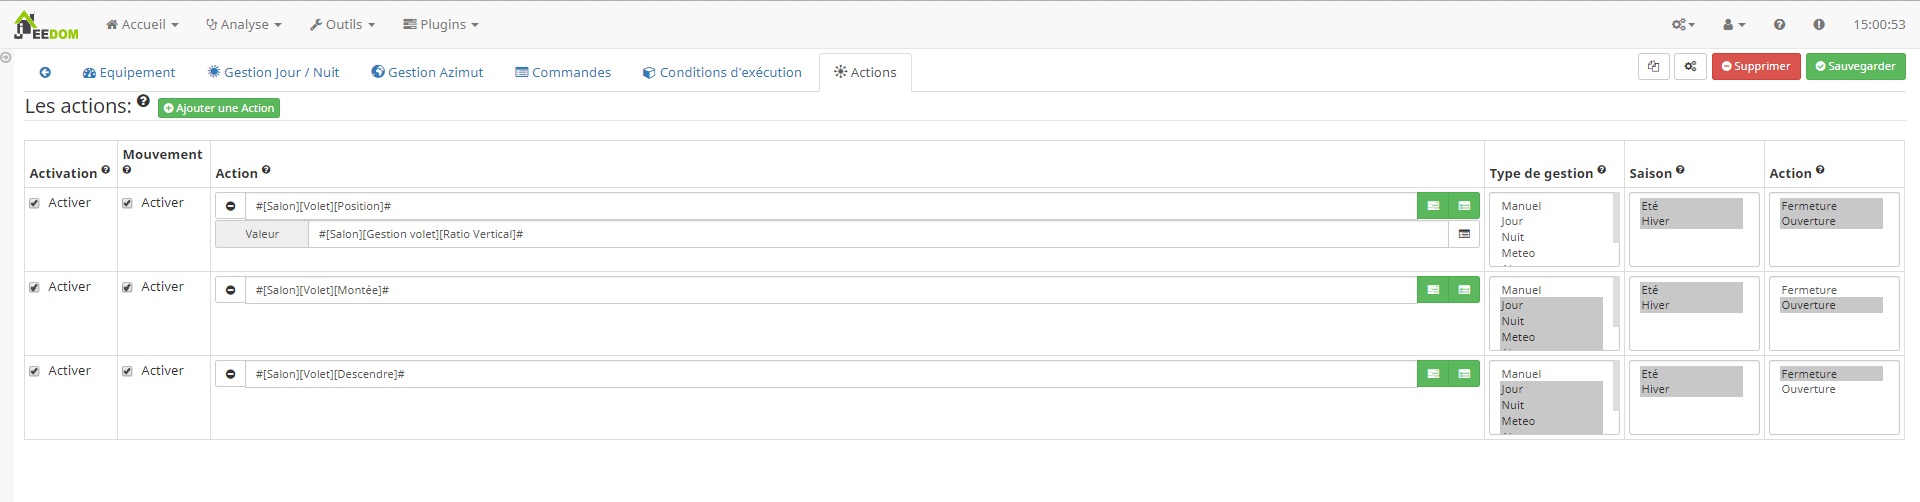 JEEDOM Accueil Analyse Outils Plugins 15:00:53
Equipement Gestion Jour / Nuit Gestion Azimut Commandes Conditions d'exécution Actions Supprimer Sauvegarder
Les actions: Ajouter une Action
Activation Mouvement Action Type de gestion Saison Action
Activer Activer #[Salon][Volet][Position]#
Valeur #[Salon][Gestion volet][Ratio Vertical]#
Manuel
Jour
Nuit
Meteo
Eté
Hiver
Fermeture
Ouverture
Activer Activer #[Salon][Volet][Montée]#
Manuel
Jour
Nuit
Meteo
Eté
Hiver
Fermeture
Ouverture
Activer Activer #[Salon][Volet][Descendre]#
Manuel
Jour
Nuit
Meteo
Eté
Hiver
Fermeture
Ouverture